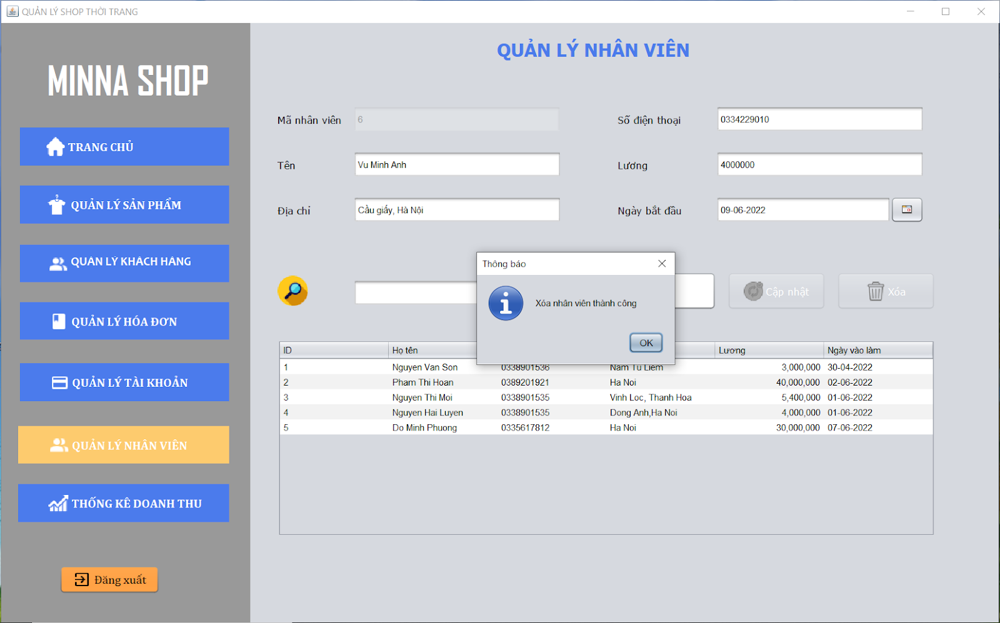 QUẢN LÝ SHOP THỜI TRANG
MINNA SHOP
TRANG CHỦ
QUẢN LÝ SẢN PHẨM
QUẢN LÝ KHÁCH HÀNG
QUẢN LÝ HÓA ĐƠN
QUẢN LÝ TÀI KHOẢN
QUẢN LÝ NHÂN VIÊN
THỐNG KÊ DOANH THU
Đăng xuất
QUẢN LÝ NHÂN VIÊN
Mã nhân viên 6 Số điện thoại 0334229010
Tên Vu Minh Anh Lương 4000000
Địa chỉ Cầu giấy, Hà Nội Ngày bắt đầu 09-06-2022
Cập nhật Xóa
Thông báo
Xóa nhân viên thành công
OK
ID Họ tên Lương Ngày vào làm
1 Nguyen Van Son 0338901536 Nam Tu Liem 3,000,000 30-04-2022
2 Pham Thi Hoan 0389201921 Ha Noi 40,000,000 02-06-2022
3 Nguyen Thi Moi 0338901535 Vinh Loc, Thanh Hoa 5,400,000 01-06-2022
4 Nguyen Hai Luyen 0338901535 Dong Anh,Ha Noi 4,000,000 01-06-2022
5 Do Minh Phuong 0335617812 Ha Noi 30,000,000 07-06-2022